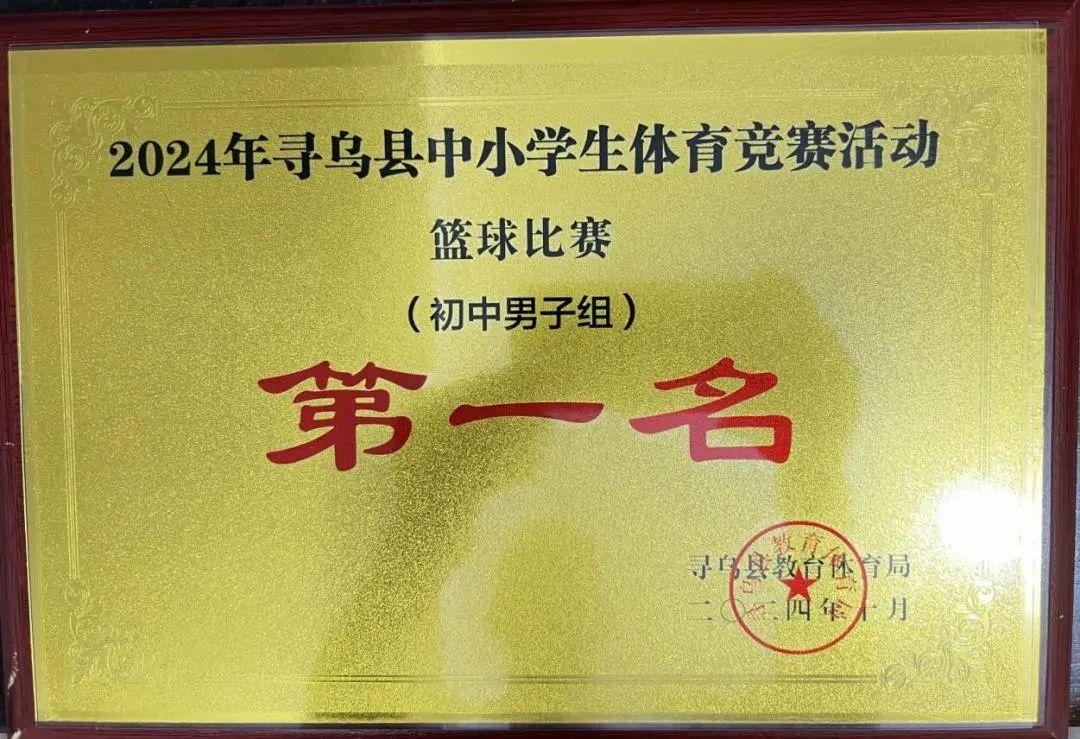 2024年寻乌县中小学生体育竞赛活动
篮球比赛
（初中男子组）
第一名
寻乌县教育体育局
二〇二四年十月